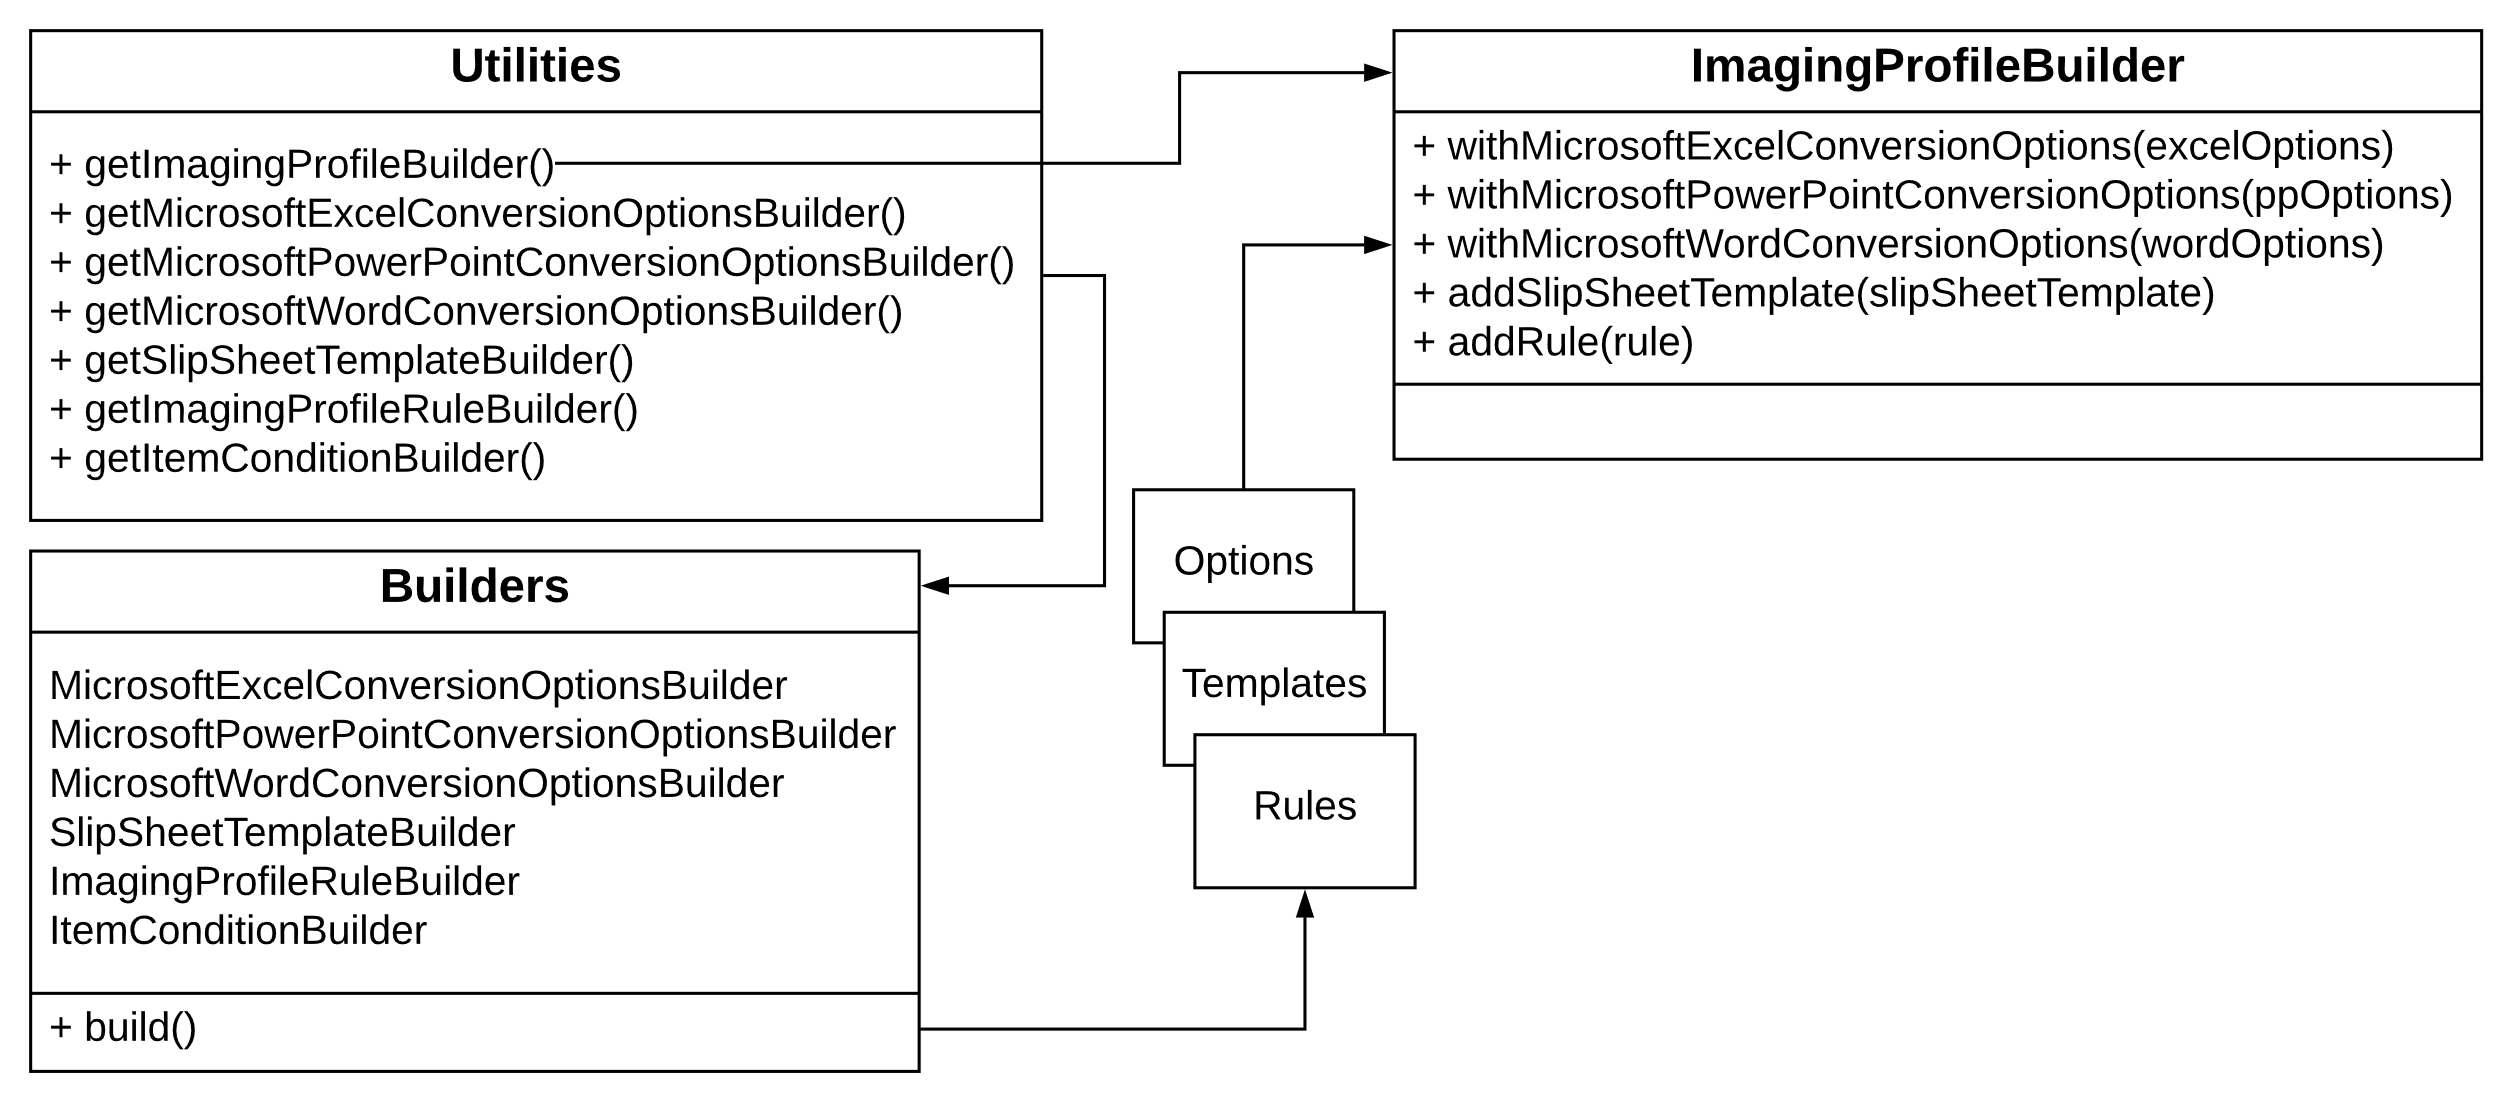 Utilities
+ getImagingProfileBuilder()
+ getMicrosoftExcelConversionOptionsBuilder()
+ getMicrosoftPowerPointConversionOptionsBuilder()
+ getMicrosoftWordConversionOptionsBuilder()
+ getSlipSheetTemplateBuilder()
+ getImagingProfileRuleBuilder()
+ getItemConditionBuilder()
ImagingProfileBuilder
+ withMicrosoftExcelConversionOptions(excelOptions)
+ withMicrosoftPowerPointConversionOptions(ppOptions)
+ withMicrosoftWordConversionOptions(wordOptions)
+ addSlipSheetTemplate(slipSheetTemplate)
+ addRule(rule)
Builders
MicrosoftExcelConversionOptionsBuilder
MicrosoftPowerPointConversionOptionsBuilder
MicrosoftWordConversionOptionsBuilder
SlipSheetTemplateBuilder
ImagingProfileRuleBuilder
ItemConditionBuilder
+ build()
Options
Templates
Rules